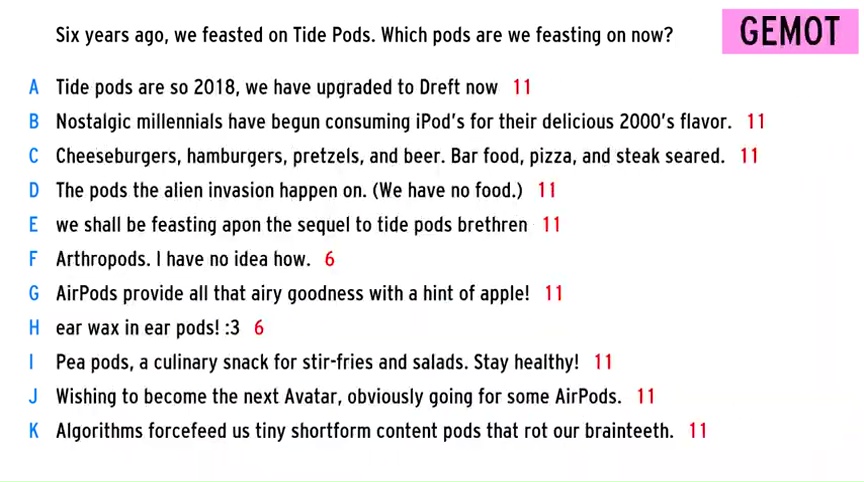 Six years ago, we feasted on Tide Pods. Which pods are we feasting on now?
GEMOT
A Tide pods are so 2018, we have upgraded to Dreft now 11
B Nostalgic millennials have begun consuming iPod's for their delicious 2000's flavor. 11
C Cheeseburgers, hamburgers, pretzels, and beer. Bar food, pizza, and steak seared. 11
D The pods the alien invasion happen on. (We have no food.) 11
E we shall be feasting apon the sequel to tide pods brethren 11
F Arthropods. I have no idea how. 6
G AirPods provide all that airy goodness with a hint of apple! 11
H ear wax in ear pods! :3 6
I Pea pods, a culinary snack for stir-fries and salads. Stay healthy! 11
J Wishing to become the next Avatar, obviously going for some AirPods. 11
K Algorithms forcefeed us tiny shortform content pods that rot our brainteeth. 11